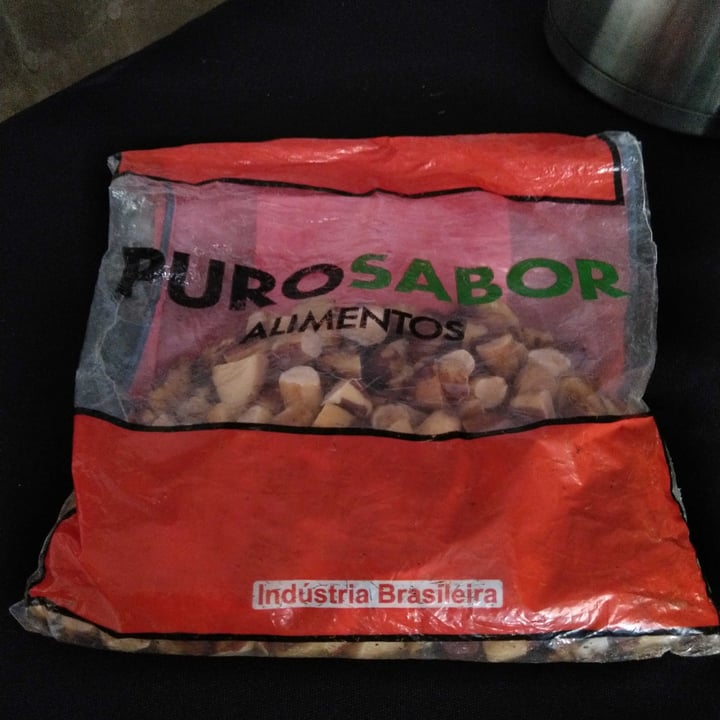 PUROSABOR
ALIMENTOS
Indústria Brasileira